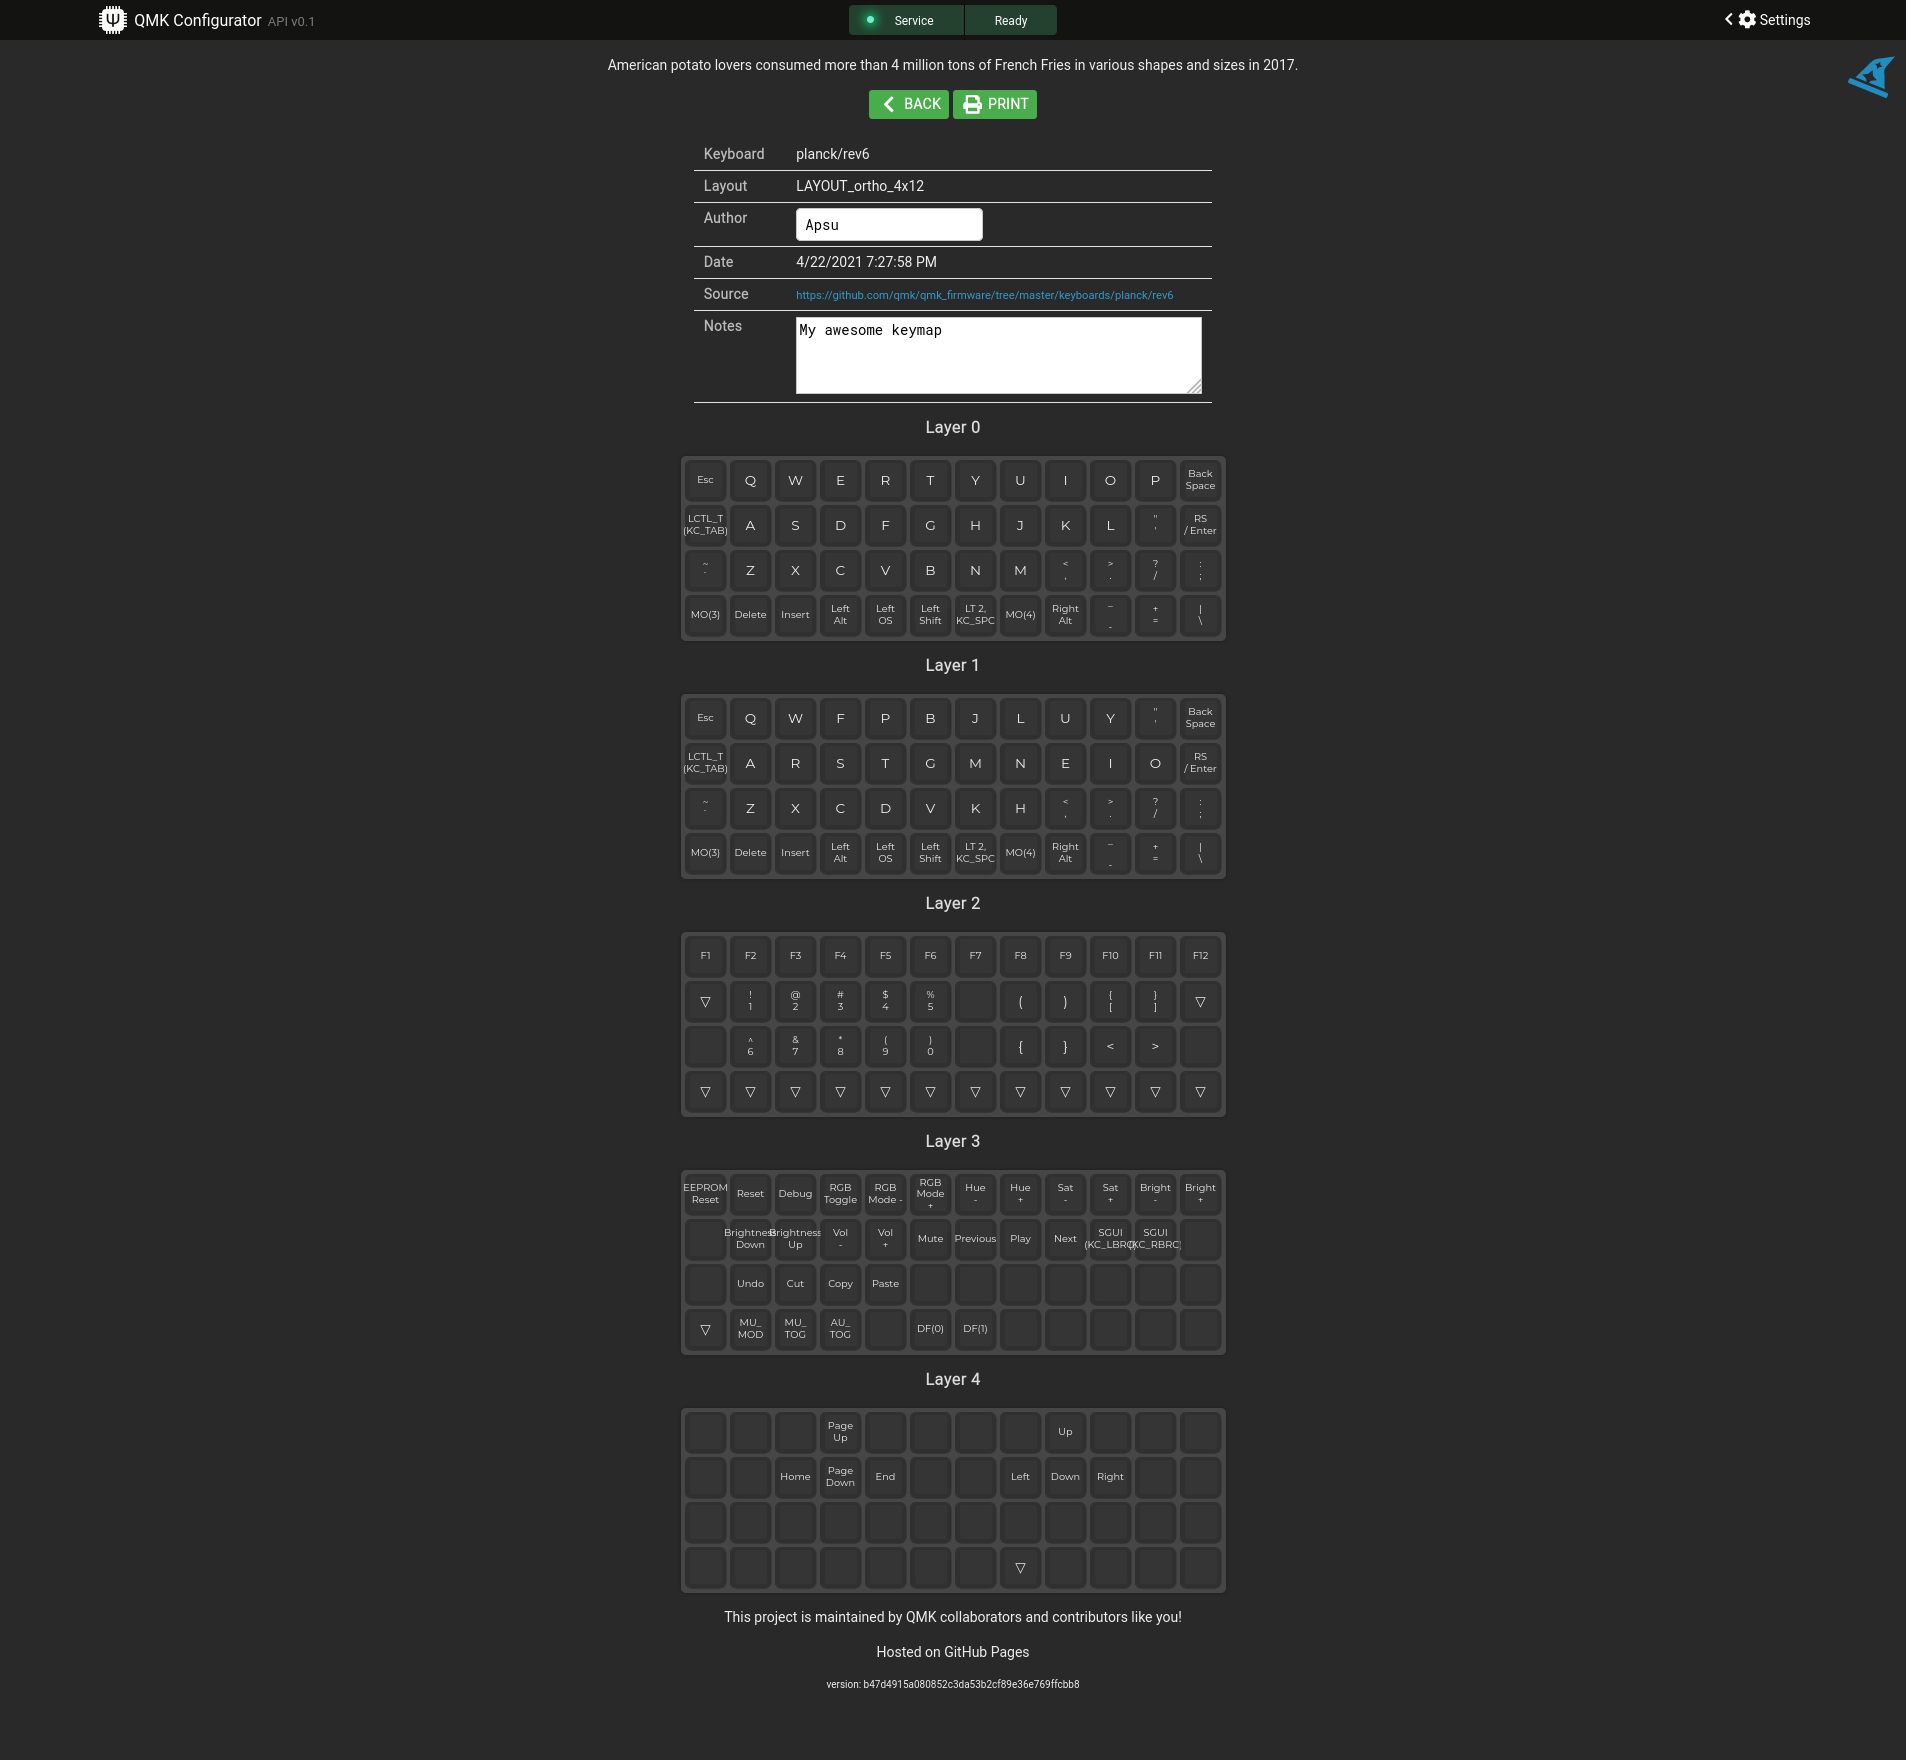 QMK Configurator API v0.1
Service Ready
Settings
American potato lovers consumed more than 4 million tons of French Fries in various shapes and sizes in 2017.
BACK PRINT
Keyboard planck/rev6
Layout LAYOUT_ortho_4x12
Author Apsu
Date 4/22/2021 7:27:58 PM
Source https://github.com/qmk/qmk_firmware/tree/master/keyboards/planck/rev6
Notes My awesome keymap
Layer 0
Esc Q W E R T Y U I O P Back Space
LCTL_T (KC_TAB) A S D F G H J K L " ' RS / Enter
~ ` Z X C V B N M < , > . ? / : ;
MO(3) Delete Insert Left Alt Left OS Left Shift LT 2, KC_SPC MO(4) Right Alt _ - + = | \
Layer 1
Esc Q W F P B J L U Y " ' Back Space
LCTL_T (KC_TAB) A R S T G M N E I O RS / Enter
~ ` Z X C D V K H < , > . ? / : ;
MO(3) Delete Insert Left Alt Left OS Left Shift LT 2, KC_SPC MO(4) Right Alt _ - + = | \
Layer 2
F1 F2 F3 F4 F5 F6 F7 F8 F9 F10 F11 F12
▽ ! 1 @ 2 # 3 $ 4 % 5 ( ) { [ } ] ▽
^ 6 & 7 * 8 ( 9 ) 0 { } < >
▽ ▽ ▽ ▽ ▽ ▽ ▽ ▽ ▽ ▽ ▽ ▽
Layer 3
EEPROM Reset Reset Debug RGB Toggle RGB Mode - RGB Mode + Hue - Hue + Sat - Sat + Bright - Bright +
Brightness Down Brightness Up Vol - Vol + Mute Previous Play Next SGUI (KC_LBRC) SGUI (KC_RBRC)
Undo Cut Copy Paste
▽ MU_ MOD MU_ TOG AU_ TOG DF(0) DF(1)
Layer 4
Page Up Up
Home Page Down End Left Down Right
▽
This project is maintained by QMK collaborators and contributors like you!
Hosted on GitHub Pages
version: b47d4915a080852c3da53b2cf89e36e769ffcbb8